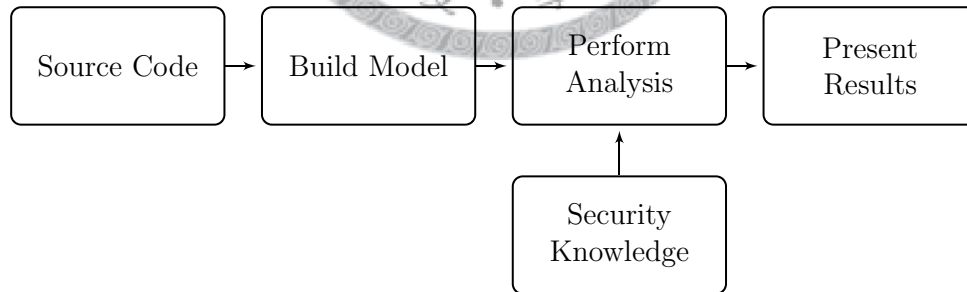 Source Code
Build Model
Perform
Analysis
Present
Results
Security
Knowledge